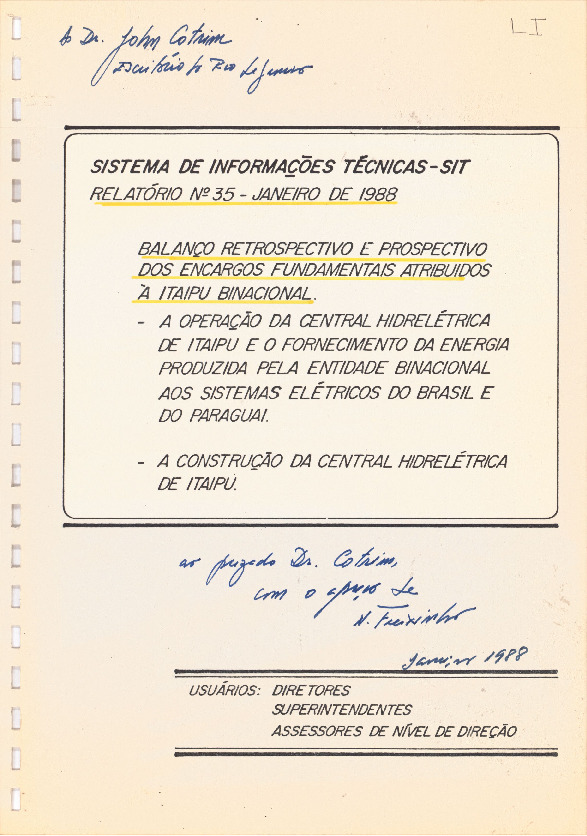 LI
Ao Dr. John Cotrim
Escritório do Rio de Janeiro
SISTEMA DE INFORMAÇÕES TÉCNICAS-SIT
RELATÓRIO Nº 35 - JANEIRO DE 1988
BALANÇO RETROSPECTIVO E PROSPECTIVO
DOS ENCARGOS FUNDAMENTAIS ATRIBUIDOS
À ITAIPU BINACIONAL.
- A OPERAÇÃO DA CENTRAL HIDRELÉTRICA
DE ITAIPU E O FORNECIMENTO DA ENERGIA
PRODUZIDA PELA ENTIDADE BINACIONAL
AOS SISTEMAS ELÉTRICOS DO BRASIL E
DO PARAGUAI.
- A CONSTRUÇÃO DA CENTRAL HIDRELÉTRICA
DE ITAIPU.
ao prezado Dr. Cotrim,
com o apreço de
N. Freixinho
Janeiro 1988
USUÁRIOS: DIRETORES
SUPERINTENDENTES
ASSESSORES DE NÍVEL DE DIREÇÃO